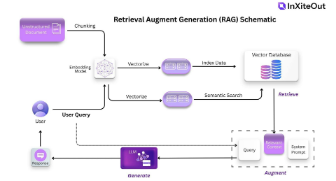 InXiteOut
Retrieval Augment Generation (RAG) Schematic
Unstructured
Document
Chunking
Embedding
Model
Vectorize
Index Data
Vector Database
Vectorize
Semantic Search
User
User Query
Retrieve
Query
System
Prompt
Response
LLM
Generate
Augment